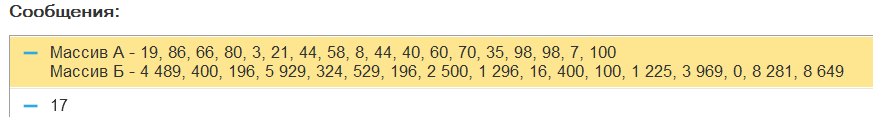 Сообщения:
Массив А - 19, 86, 66, 80, 3, 21, 44, 58, 8, 44, 40, 60, 70, 35, 98, 98, 7, 100
Массив Б - 4 489, 400, 196, 5 929, 324, 529, 196, 2 500, 1 296, 16, 400, 100, 1 225, 3 969, 0, 8 281, 8 649
17